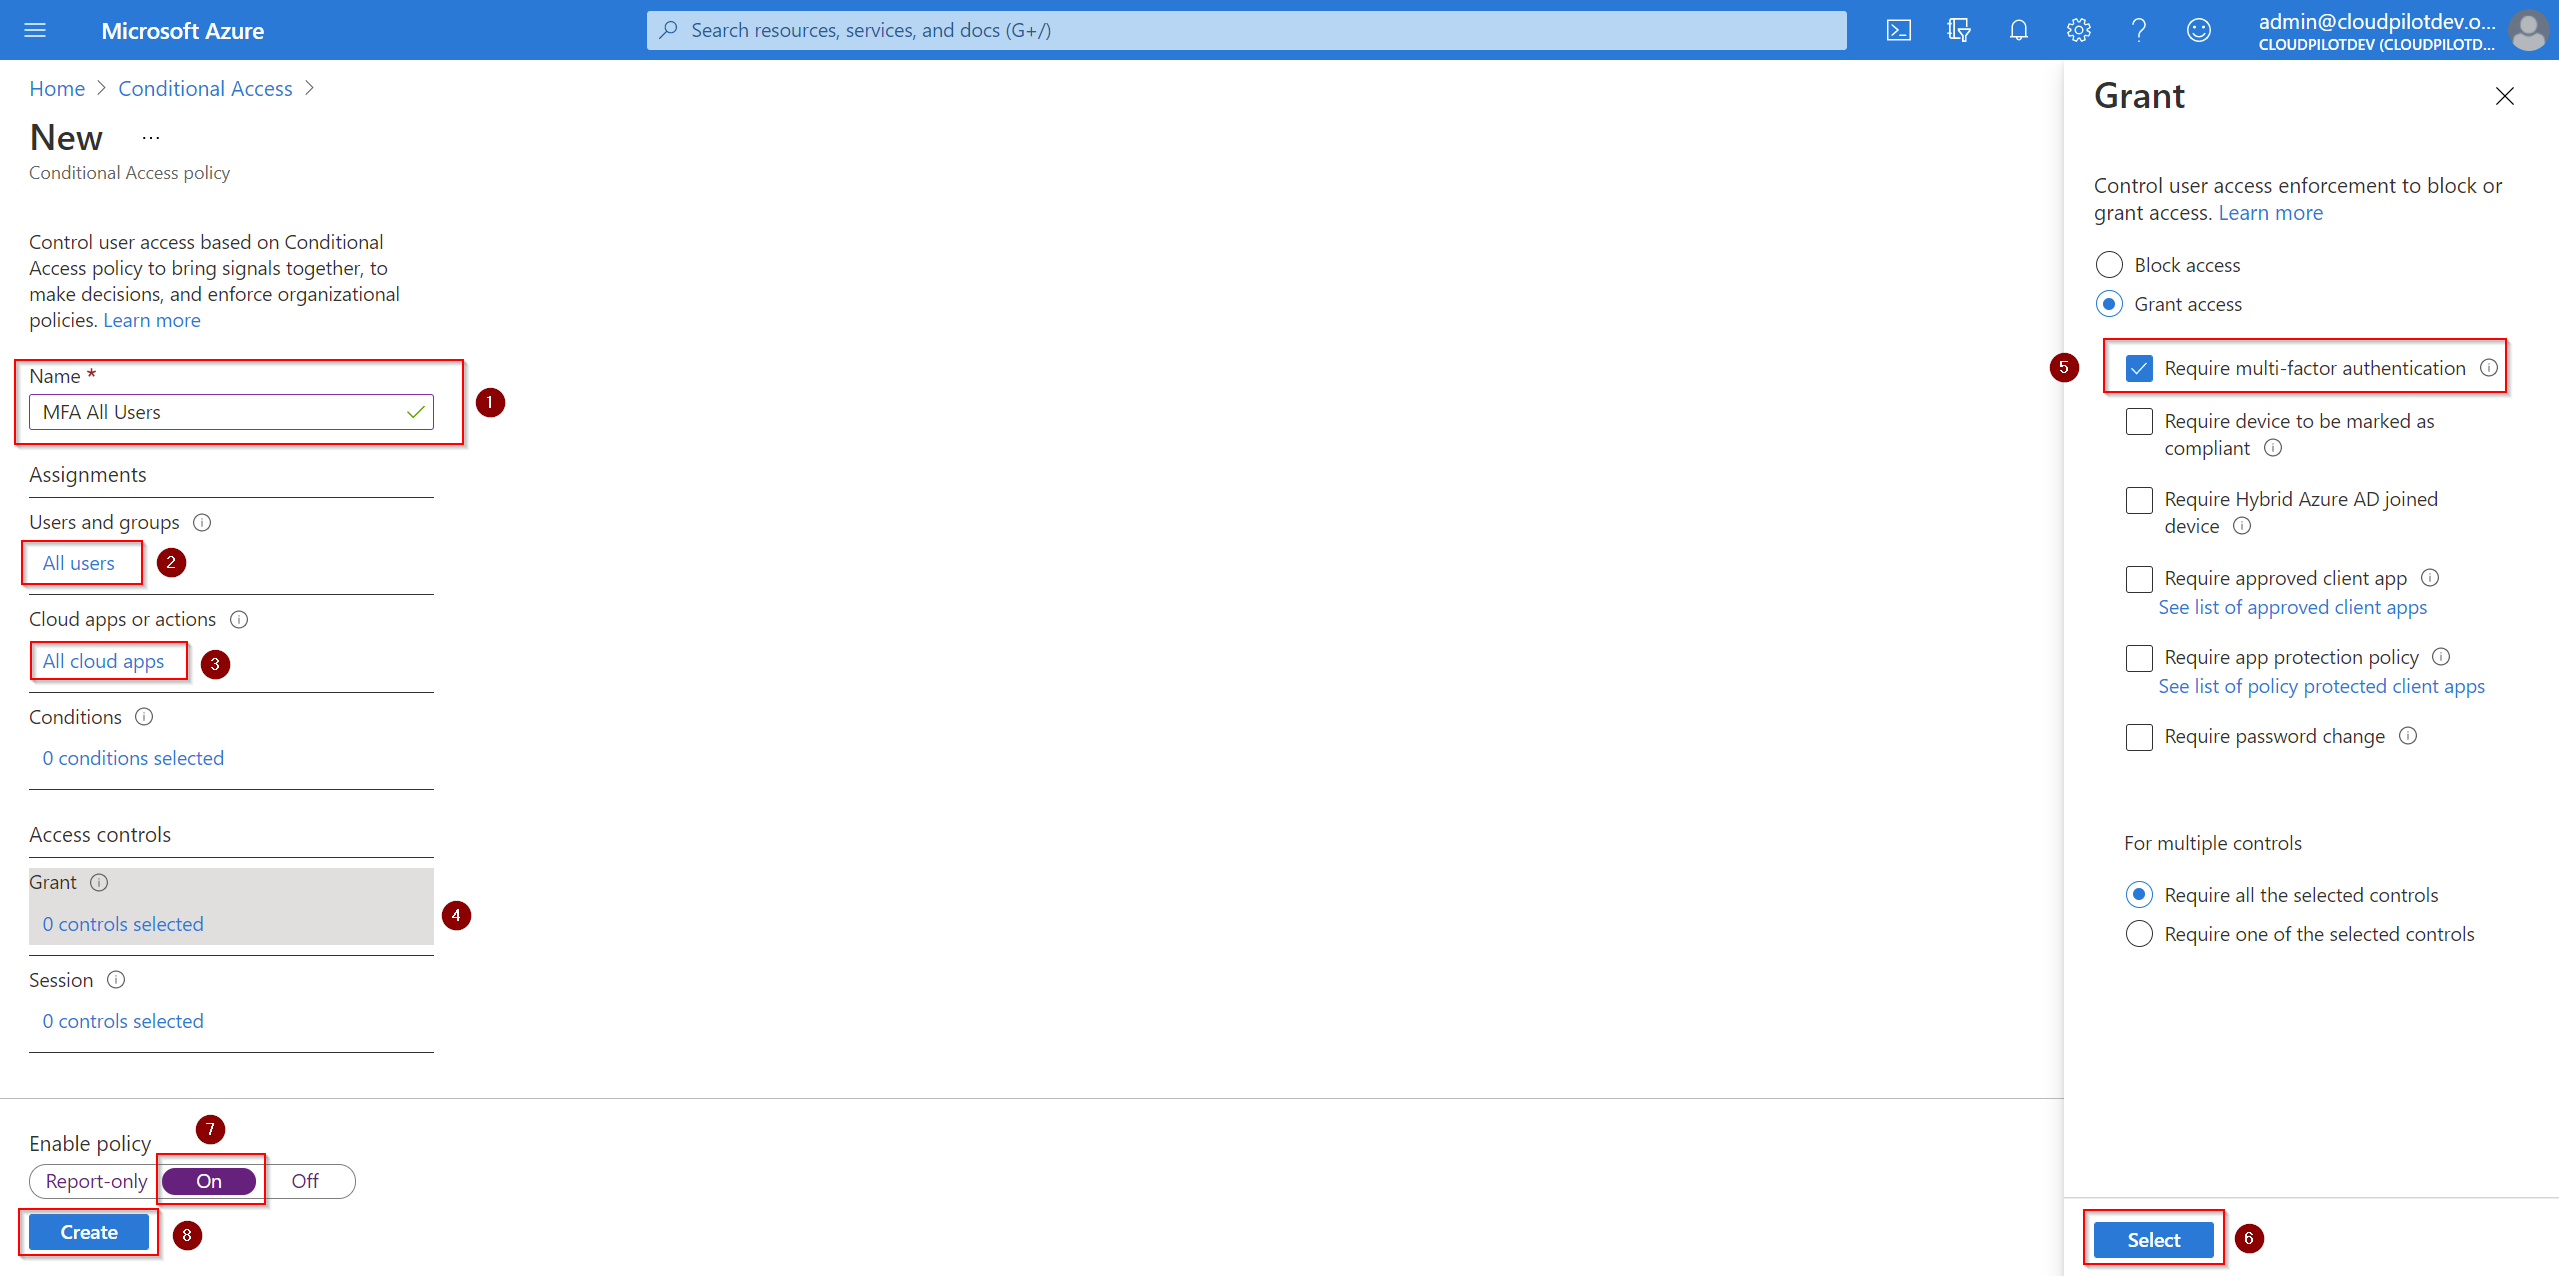 Microsoft Azure
Search resources, services, and docs (G+/)
admin@cloudpilotdev.o...
CLOUDPILOTDEV (CLOUDPILOTD...
Home > Conditional Access >
New ...
Conditional Access policy
Control user access based on Conditional
Access policy to bring signals together, to
make decisions, and enforce organizational
policies. Learn more
Name *
MFA All Users
1
Assignments
Users and groups
All users
2
Cloud apps or actions
All cloud apps
3
Conditions
0 conditions selected
Access controls
Grant
0 controls selected
4
Session
0 controls selected
7
Enable policy
Report-only On Off
Create
8
Grant
Control user access enforcement to block or
grant access. Learn more
Block access
Grant access
5
Require multi-factor authentication
Require device to be marked as
compliant
Require Hybrid Azure AD joined
device
Require approved client app
See list of approved client apps
Require app protection policy
See list of policy protected client apps
Require password change
For multiple controls
Require all the selected controls
Require one of the selected controls
Select
6